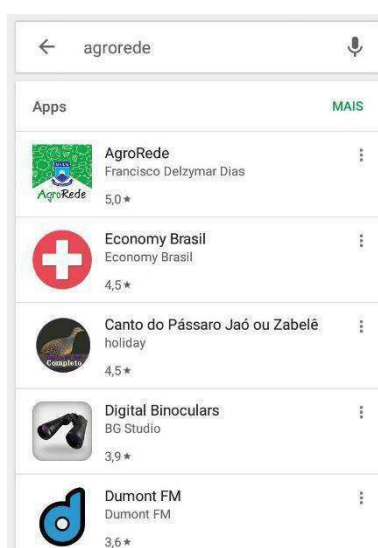 agrorede
Apps MAIS
AgroRede
AgroRede
Francisco Delzymar Dias
5,0 ★
Economy Brasil
Economy Brasil
4,5 ★
Completo
Canto do Pássaro Jaó ou Zabelê
holiday
4,5 ★
Digital Binoculars
BG Studio
3,9 ★
Dumont FM
Dumont FM
3,6 ★